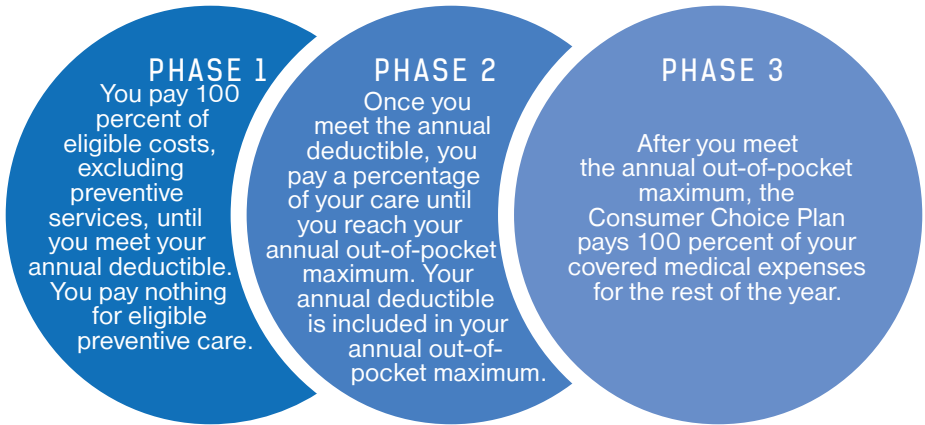 PHASE 1
You pay 100
percent of
eligible costs,
excluding
preventive
services, until
you meet your
annual deductible.
You pay nothing
for eligible
preventive care.
PHASE 2
Once you
meet the annual
deductible, you
pay a percentage
of your care until
you reach your
annual out-of-pocket
maximum. Your
annual deductible
is included in your
annual out-of-
pocket maximum.
PHASE 3
After you meet
the annual out-of-pocket
maximum, the
Consumer Choice Plan
pays 100 percent of your
covered medical expenses
for the rest of the year.